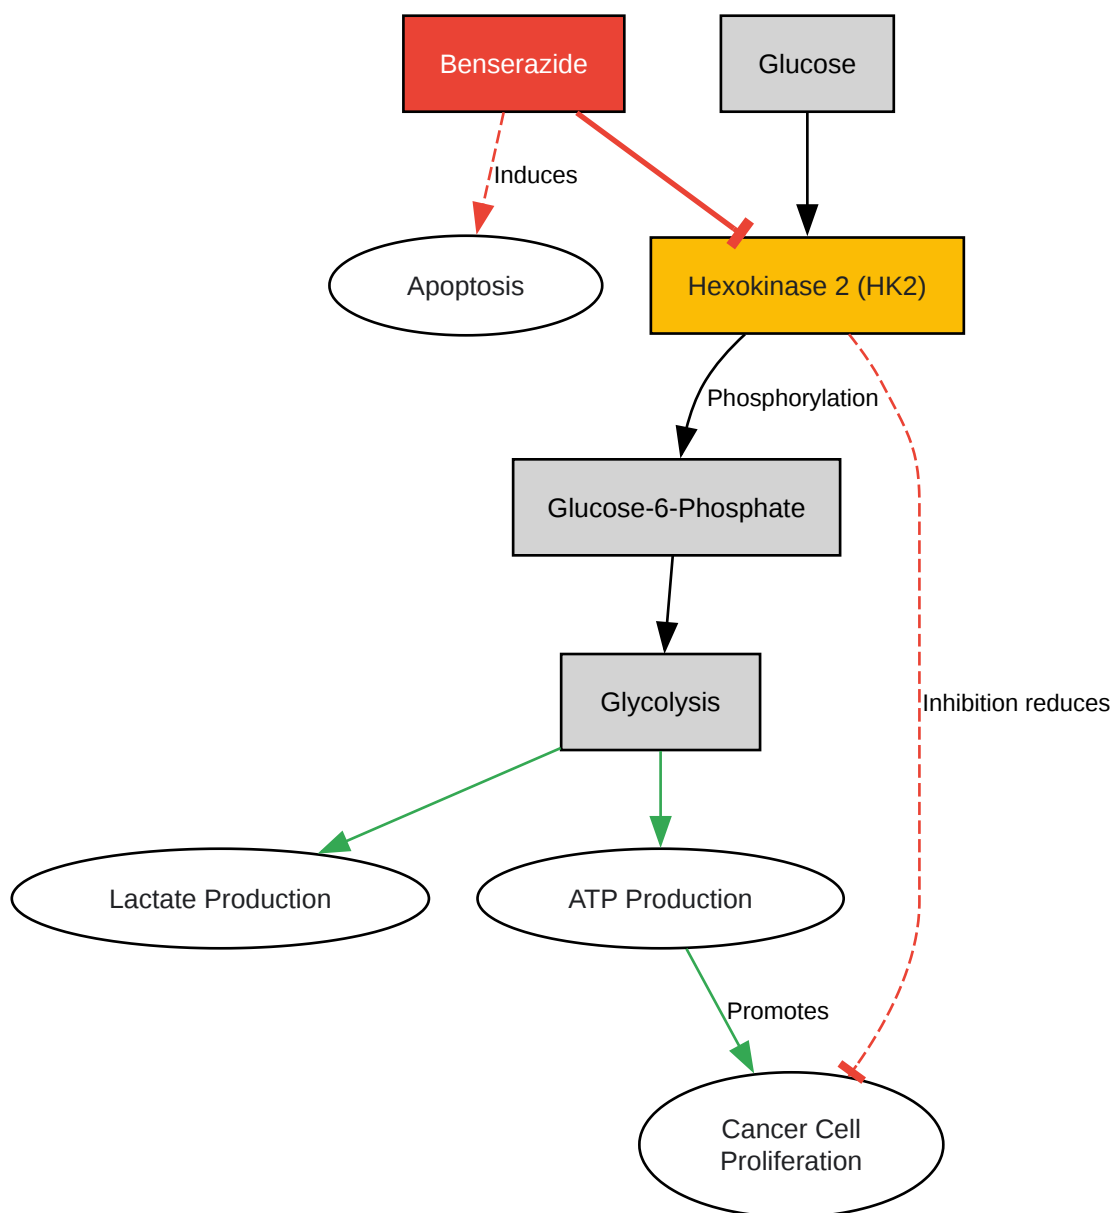 Benserazide
Glucose
Induces
Apoptosis
Hexokinase 2 (HK2)
Phosphorylation
Glucose-6-Phosphate
Glycolysis
Inhibition reduces
Lactate Production
ATP Production
Promotes
Cancer Cell
Proliferation